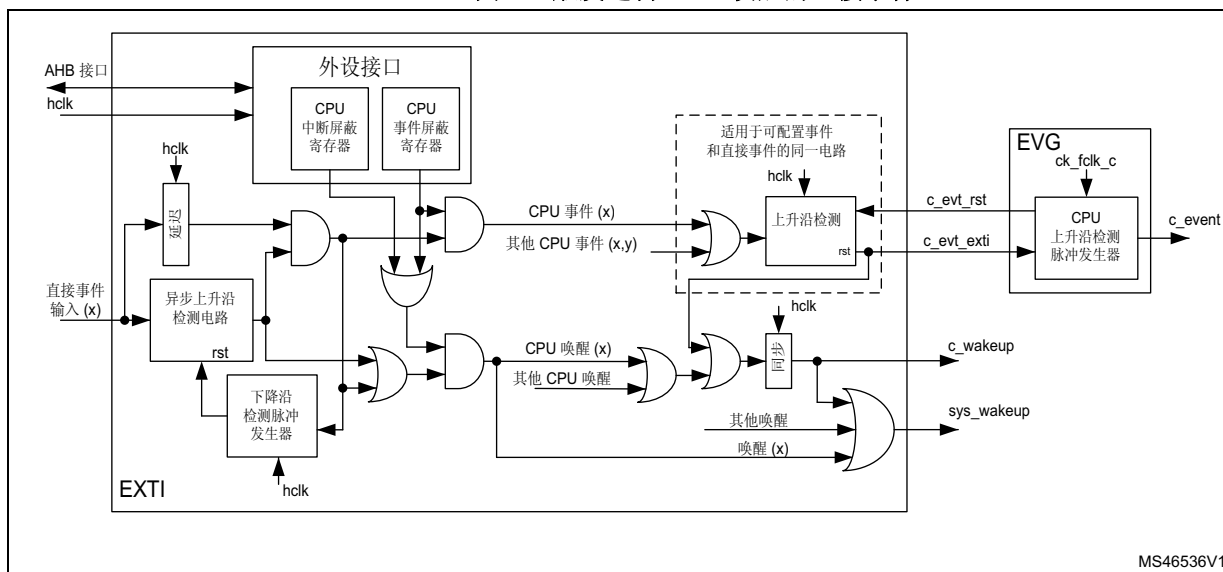 AHB 接口
hclk
外设接口
CPU
中断屏蔽
寄存器
CPU
事件屏蔽
寄存器
hclk
延迟
直接事件
输入 (x)
异步上升沿
检测电路
rst
下降沿
检测脉冲
发生器
hclk
EXTI
CPU 事件 (x)
其他 CPU 事件 (x,y)
适用于可配置事件
和直接事件的同一电路
hclk
上升沿检测
rst
c_evt_rst
c_evt_exti
EVG
ck_fclk_c
CPU
上升沿检测
脉冲发生器
c_event
CPU 唤醒 (x)
其他 CPU 唤醒
hclk
同步
c_wakeup
其他唤醒
唤醒 (x)
sys_wakeup
MS46536V1